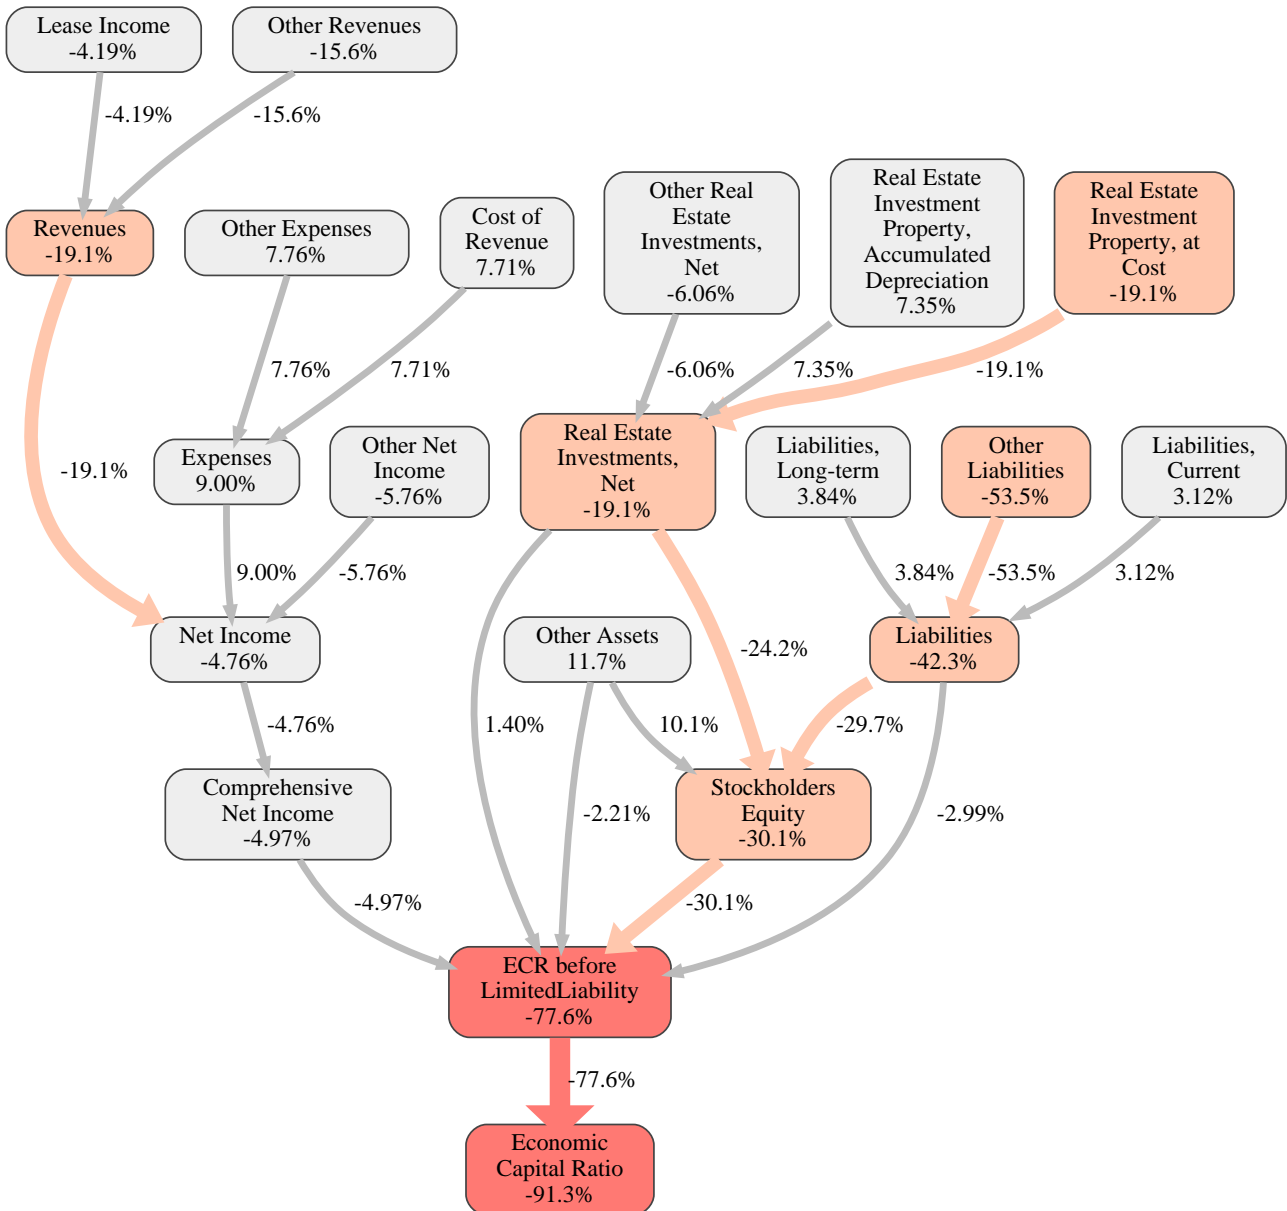 Lease Income
-4.19%
Other Revenues
-15.6%
-4.19%
-15.6%
Revenues
-19.1%
Other Expenses
7.76%
Cost of
Revenue
7.71%
Other Real
Estate
Investments,
Net
-6.06%
Real Estate
Investment
Property,
Accumulated
Depreciation
7.35%
Real Estate
Investment
Property, at
Cost
-19.1%
7.76%
7.71%
-6.06%
7.35%
-19.1%
-19.1%
Expenses
9.00%
Other Net
Income
-5.76%
Real Estate
Investments,
Net
-19.1%
Liabilities,
Long-term
3.84%
Other
Liabilities
-53.5%
Liabilities,
Current
3.12%
9.00%
-5.76%
3.84%
-53.5%
3.12%
Net Income
-4.76%
Other Assets
11.7%
-24.2%
Liabilities
-42.3%
-4.76%
1.40%
10.1%
-29.7%
Comprehensive
Net Income
-4.97%
-2.21%
Stockholders
Equity
-30.1%
-2.99%
-4.97%
-30.1%
ECR before
LimitedLiability
-77.6%
-77.6%
Economic
Capital Ratio
-91.3%